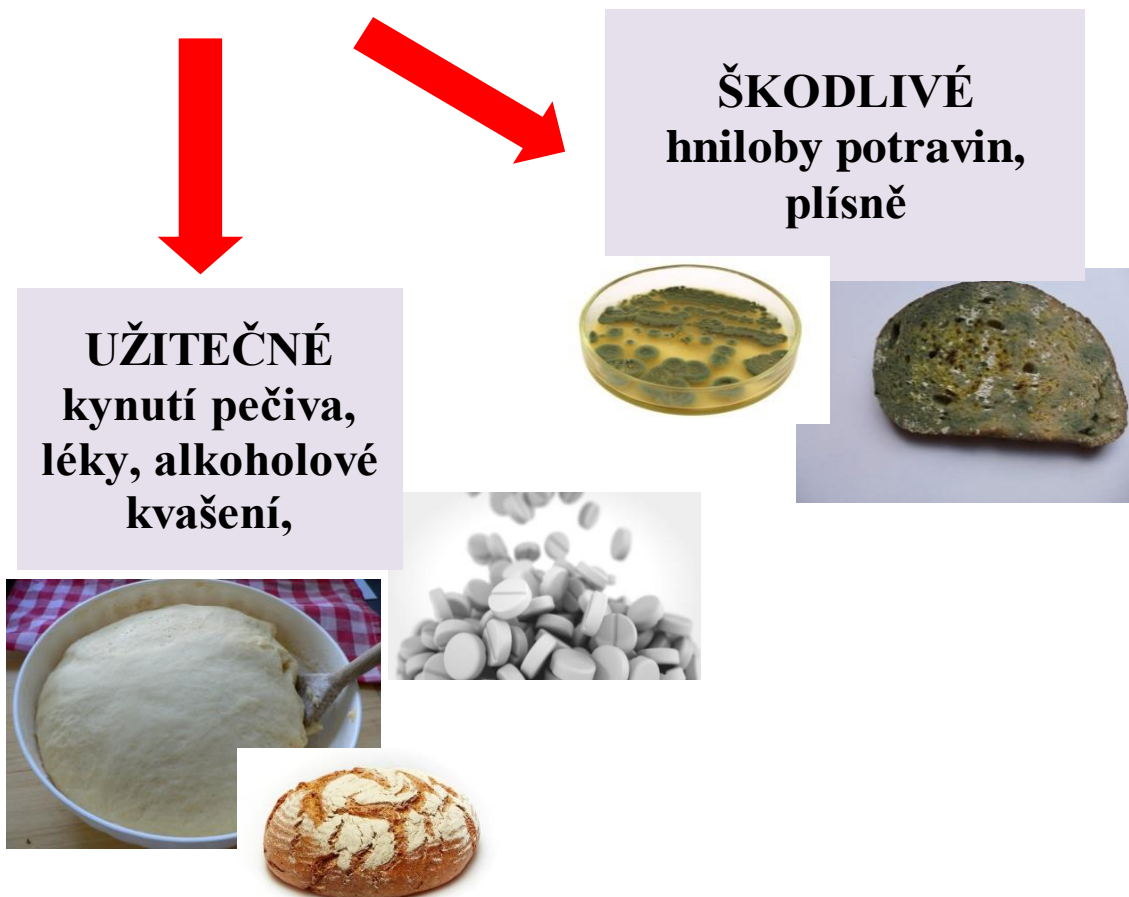 ŠKODLIVÉ
hniloby potravin,
plísně
UŽITEČNÉ
kynutí pečiva,
léky, alkoholové
kvašení,